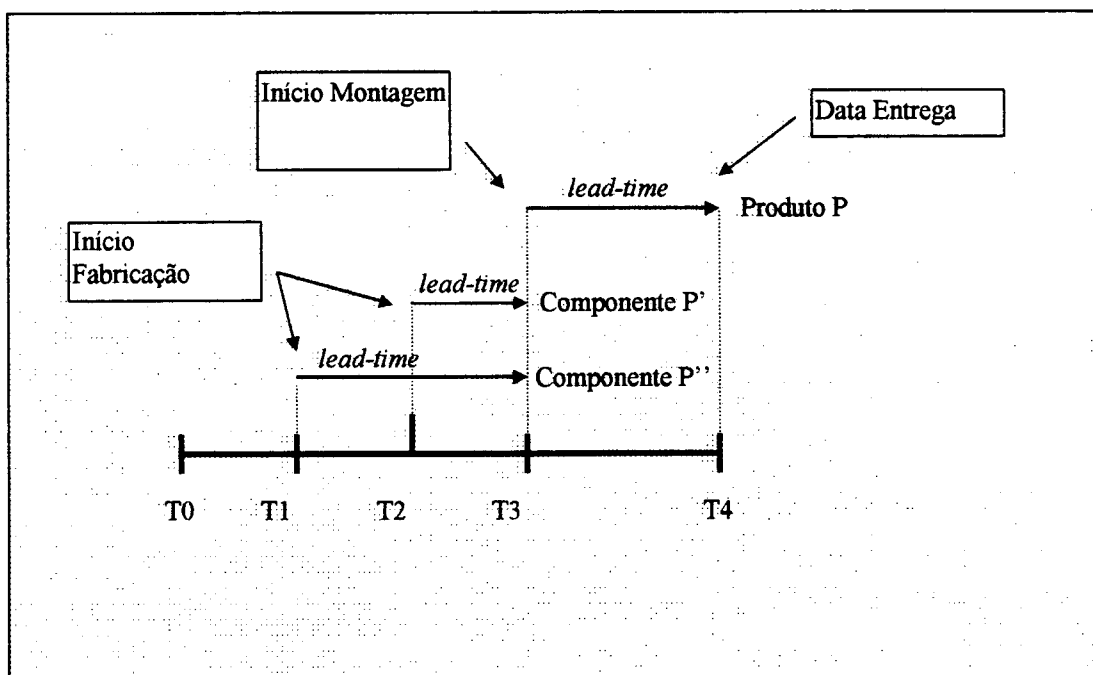 Início Montagem
Data Entrega
lead-time
Produto P
Início
Fabricação
lead-time
Componente P'
lead-time
Componente P''
T0
T1
T2
T3
T4